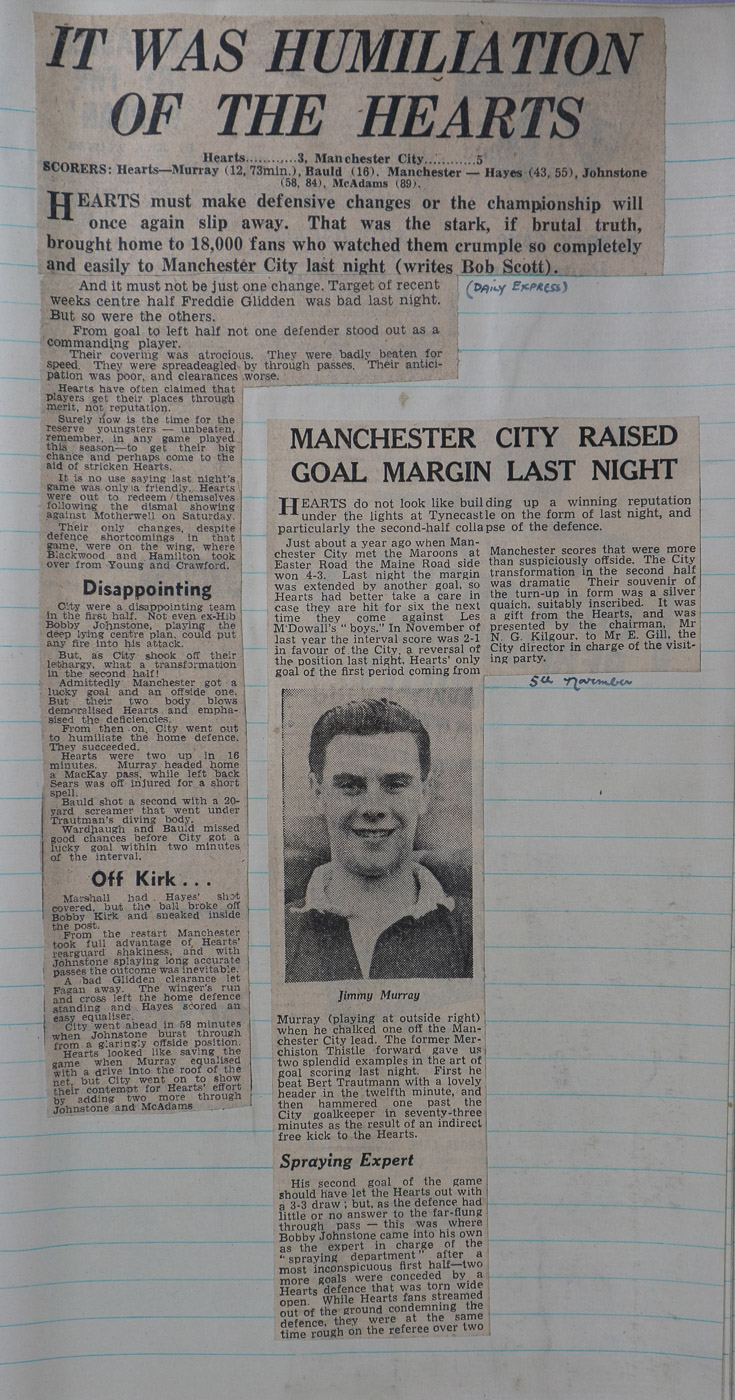 IT WAS HUMILIATION
OF THE HEARTS
Hearts...........3, Manchester City............5
SCORERS: Hearts—Murray (12, 73min.), Bauld (16). Manchester — Hayes (43, 55), Johnstone
(58, 84), McAdams (89).
HEARTS must make defensive changes or the championship will
once again slip away. That was the stark, if brutal truth,
brought home to 18,000 fans who watched them crumple so completely
and easily to Manchester City last night (writes Bob Scott).
(DAILY EXPRESS)
And it must not be just one change. Target of recent
weeks centre half Freddie Glidden was bad last night.
But so were the others.
From goal to left half not one defender stood out as a
commanding player.
Their covering was atrocious. They were badly beaten for
speed. They were spreadeagled by through passes. Their antici-
pation was poor, and clearances worse.
Hearts have often claimed that
players get their places through
merit, not reputation.
Surely now is the time for the
reserve youngsters — unbeaten,
remember, in any game played
this season—to get their big
chance and perhaps come to the
aid of stricken Hearts.
It is no use saying last night's
game was only a friendly. Hearts
were out to redeem themselves
following the dismal showing
against Motherwell on Saturday.
Their only changes, despite
defence shortcomings in that
game, were on the wing, where
Blackwood and Hamilton took
over from Young and Crawford.
Disappointing
City were a disappointing team
in the first half. Not even ex-Hib
Bobby Johnstone, playing the
deep lying centre plan, could put
any fire into his attack.
But, as City shook off their
lethargy, what a transformation
in the second half!
Admittedly Manchester got a
lucky goal and an offside one.
But their two body blows
demoralised Hearts and empha-
sised the deficiencies.
From then on, City went out
to humiliate the home defence.
They succeeded.
Hearts were two up in 16
minutes. Murray headed home
a MacKay pass, while left back
Sears was off injured for a short
spell.
Bauld shot a second with a 20-
yard screamer that went under
Trautman's diving body.
Wardhaugh and Bauld missed
good chances before City got a
lucky goal within two minutes
of the interval.
Off Kirk . . .
Marshall had Hayes' shot
covered, but the ball broke off
Bobby Kirk and sneaked inside
the post.
From the restart Manchester
took full advantage of Hearts'
rearguard shakiness, and with
Johnstone splaying long accurate
passes the outcome was inevitable.
A bad Glidden clearance let
Fagan away. The winger's run
and cross left the home defence
standing and Hayes scored an
easy equaliser.
City went ahead in 58 minutes
when Johnstone burst through
from a glaringly offside position.
Hearts looked like saving the
game when Murray equalised
with a drive into the roof of the
net, but City went on to show
their contempt for Hearts' effort
by adding two more through
Johnstone and McAdams
MANCHESTER CITY RAISED
GOAL MARGIN LAST NIGHT
HEARTS do not look like building up a winning reputation
under the lights at Tynecastle on the form of last night, and
particularly the second-half collapse of the defence.
Just about a year ago when Man-
chester City met the Maroons at
Easter Road the Maine Road side
won 4-3. Last night the margin
was extended by another goal, so
Hearts had better take a care in
case they are hit for six the next
time they come against Les
M'Dowall's "boys." In November of
last year the interval score was 2-1
in favour of the City, a reversal of
the position last night, Hearts' only
goal of the first period coming from
Jimmy Murray
Murray (playing at outside right)
when he chalked one off the Man-
chester City lead. The former Mer-
chiston Thistle forward gave us
two splendid examples in the art of
goal scoring last night. First he
beat Bert Trautmann with a lovely
header in the twelfth minute, and
then hammered one past the
City goalkeeper in seventy-three
minutes as the result of an indirect
free kick to the Hearts.
Spraying Expert
His second goal of the game
should have let the Hearts out with
a 3-3 draw; but, as the defence had
little or no answer to the far-flung
through pass — this was where
Bobby Johnstone came into his own
as the expert in charge of the
"spraying department" after a
most inconspicuous first half—two
more goals were conceded by a
Hearts defence that was torn wide
open. While Hearts fans streamed
out of the ground condemning the
defence, they were at the same
time rough on the referee over two
Manchester scores that were more
than suspiciously offside. The City
transformation in the second half
was dramatic Their souvenir of
the turn-up in form was a silver
quaich, suitably inscribed. It was
a gift from the Hearts, and was
presented by the chairman, Mr
N. G. Kilgour, to Mr E. Gill, the
City director in charge of the visit-
ing party.
5th November